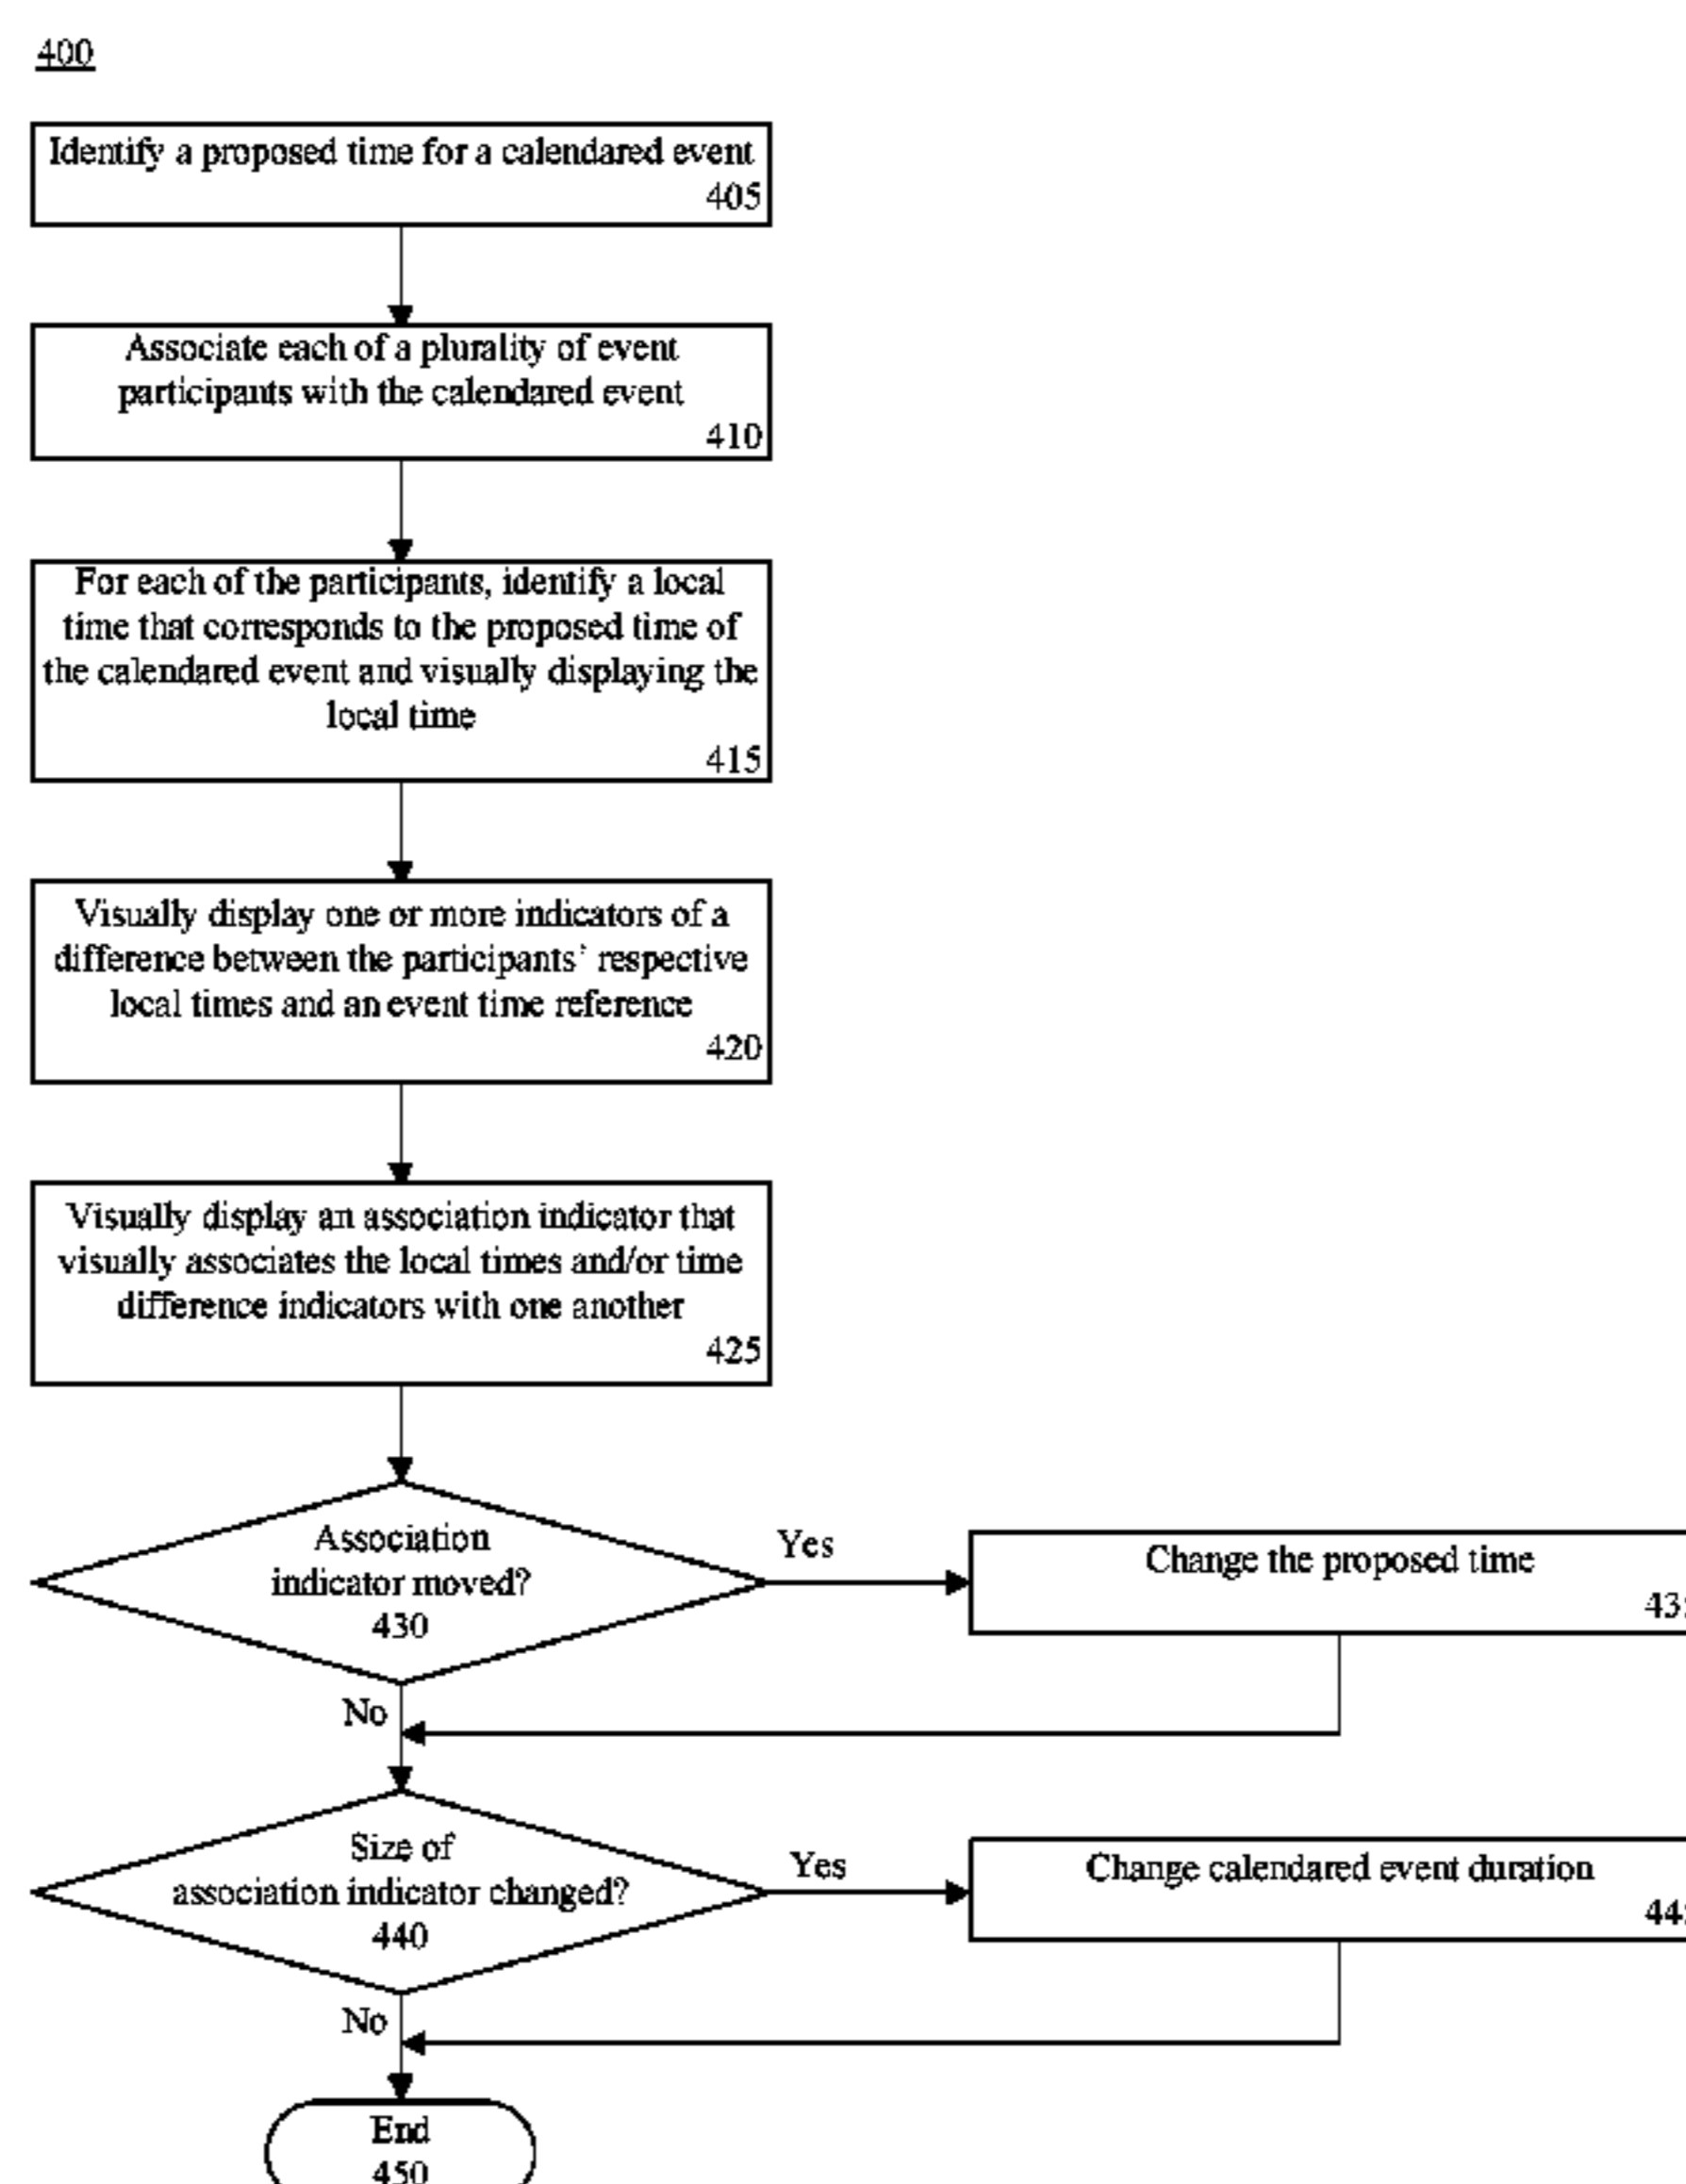 400
Identify a proposed time for a calendared event
405
Associate each of a plurality of event
participants with the calendared event
410
For each of the participants, identify a local
time that corresponds to the proposed time of
the calendared event and visually displaying the
local time
415
Visually display one or more indicators of a
difference between the participants' respective
local times and an event time reference
420
Visually display an association indicator that
visually associates the local times and/or time
difference indicators with one another
425
Association
indicator moved?
430
Yes
Change the proposed time
No
Size of
association indicator changed?
440
Yes
Change calendared event duration
No
End
450